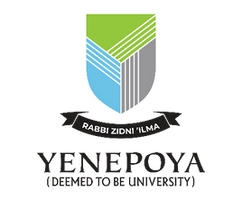 RABBI ZIDNI 'ILMA
YENEPOYA
(DEEMED TO BE UNIVERSITY)